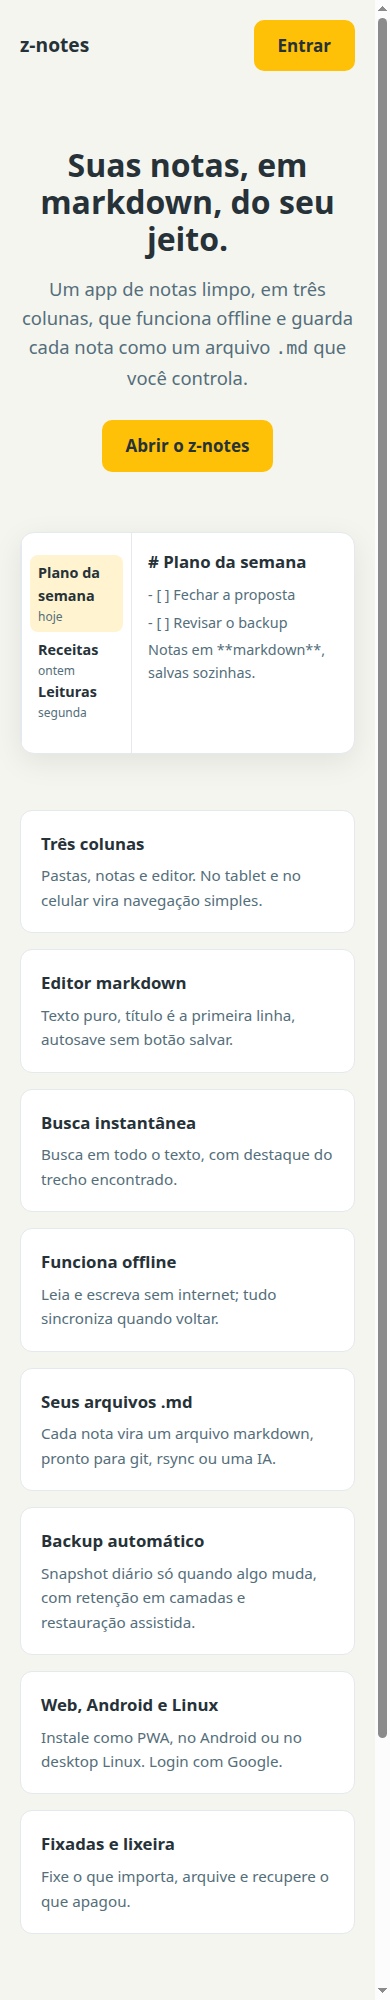 z-notes
Entrar
Suas notas, em
markdown, do seu
jeito.
Um app de notas limpo, em três
colunas, que funciona offline e guarda
cada nota como um arquivo .md que
você controla.
Abrir o z-notes
Plano da
semana
hoje
Receitas
ontem
Leituras
segunda
# Plano da semana
- [ ] Fechar a proposta
- [ ] Revisar o backup
Notas em **markdown**,
salvas sozinhas.
Três colunas
Pastas, notas e editor. No tablet e no
celular vira navegação simples.
Editor markdown
Texto puro, título é a primeira linha,
autosave sem botão salvar.
Busca instantânea
Busca em todo o texto, com destaque do
trecho encontrado.
Funciona offline
Leia e escreva sem internet; tudo
sincroniza quando voltar.
Seus arquivos .md
Cada nota vira um arquivo markdown,
pronto para git, rsync ou uma IA.
Backup automático
Snapshot diário só quando algo muda,
com retenção em camadas e
restauração assistida.
Web, Android e Linux
Instale como PWA, no Android ou no
desktop Linux. Login com Google.
Fixadas e lixeira
Fixe o que importa, arquive e recupere o
que apagou.